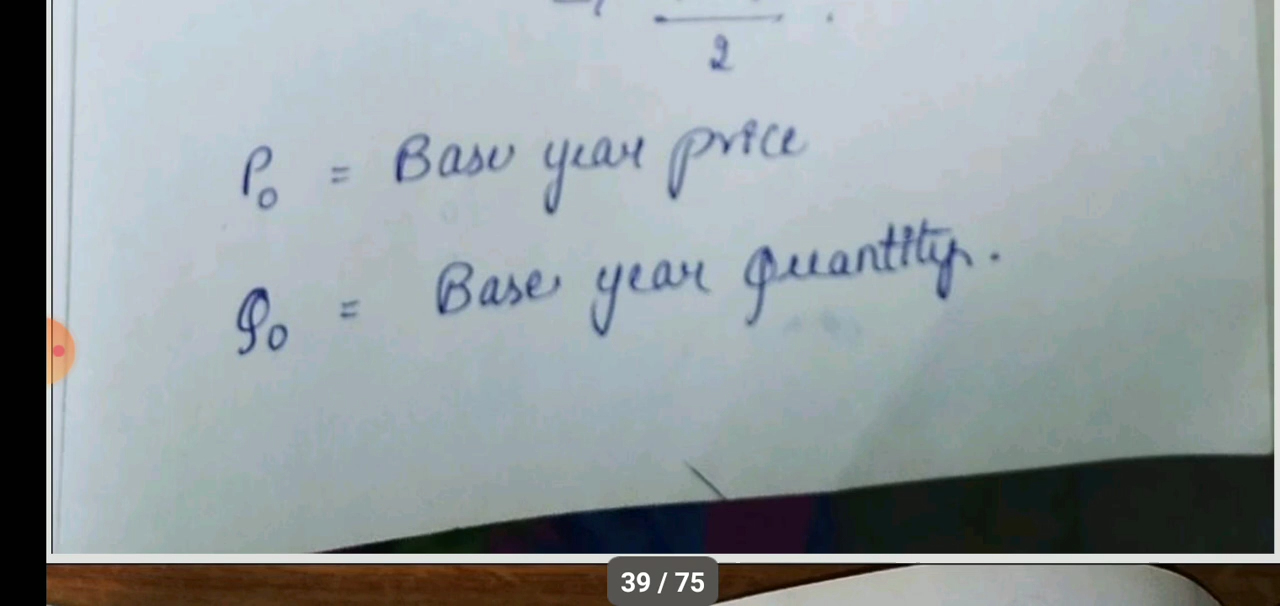 2
P₀ = Base year price
Q₀ = Base year quantity.
39 / 75